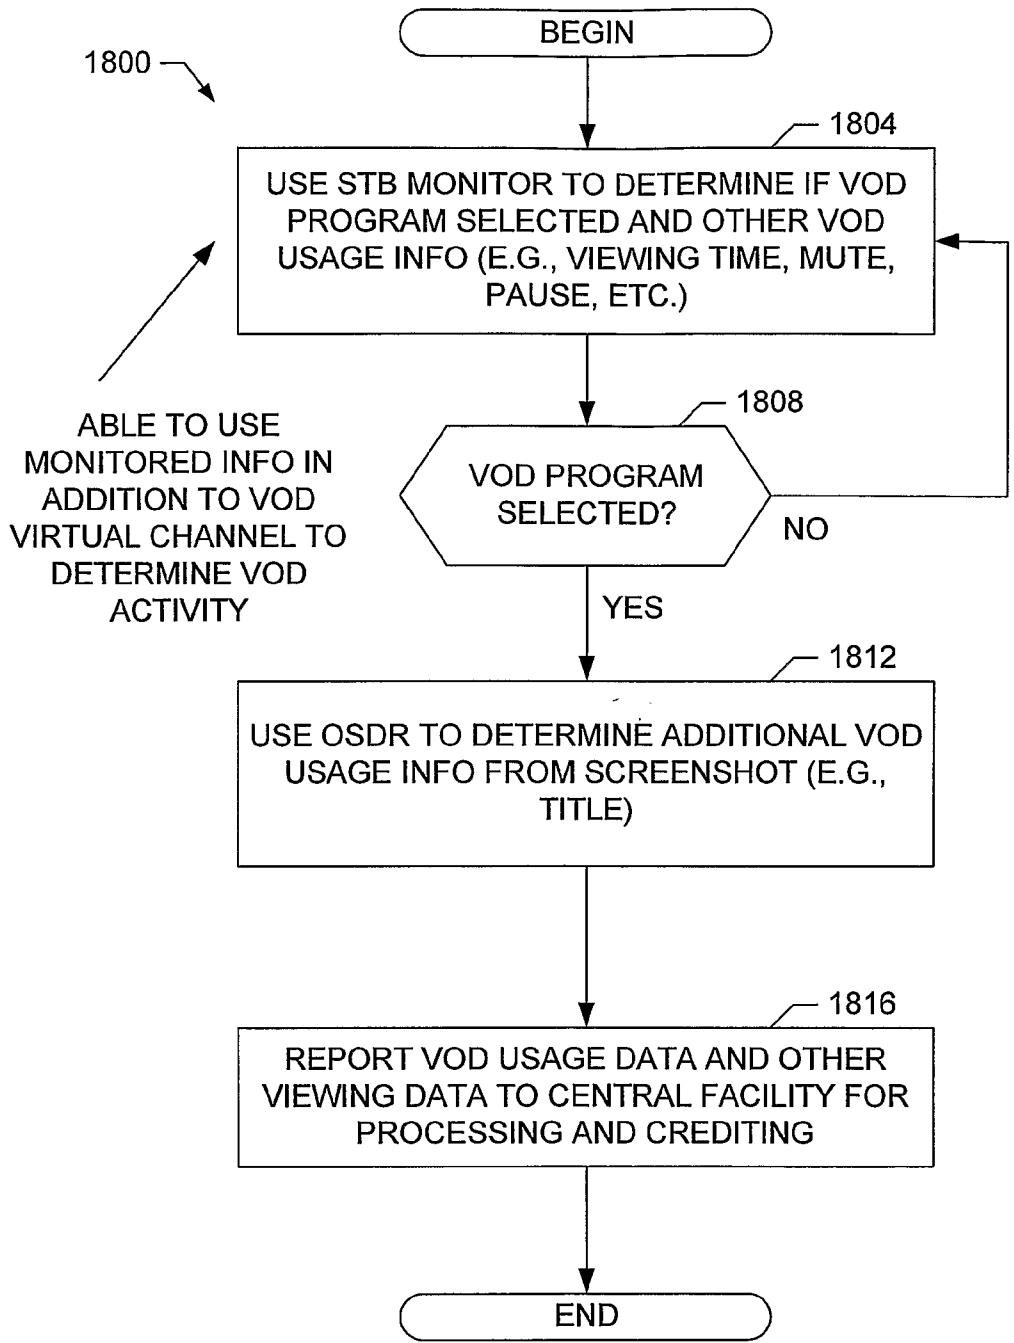 BEGIN
1800
1804
USE STB MONITOR TO DETERMINE IF VOD
PROGRAM SELECTED AND OTHER VOD
USAGE INFO (E.G., VIEWING TIME, MUTE,
PAUSE, ETC.)
ABLE TO USE
MONITORED INFO IN
ADDITION TO VOD
VIRTUAL CHANNEL TO
DETERMINE VOD
ACTIVITY
1808
VOD PROGRAM
SELECTED?
NO
YES
1812
USE OSDR TO DETERMINE ADDITIONAL VOD
USAGE INFO FROM SCREENSHOT (E.G.,
TITLE)
1816
REPORT VOD USAGE DATA AND OTHER
VIEWING DATA TO CENTRAL FACILITY FOR
PROCESSING AND CREDITING
END